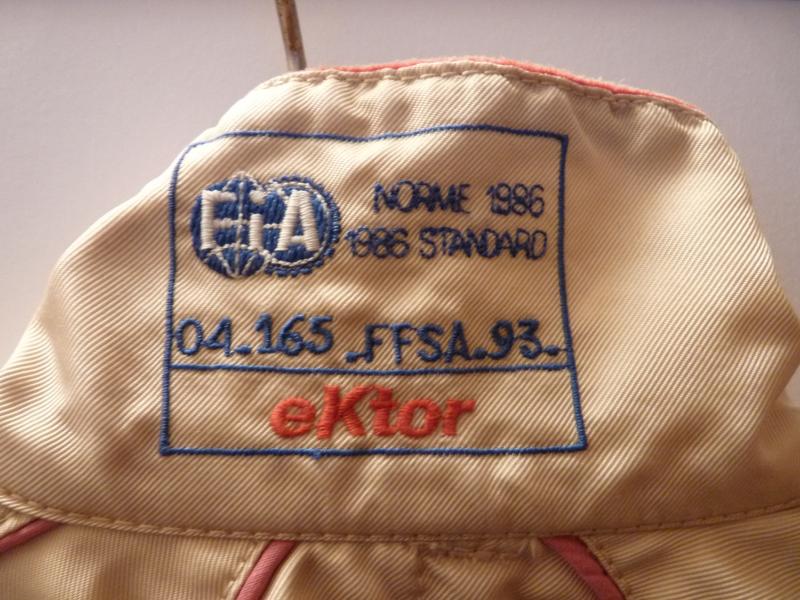 FiA
NORME 1986
1986 STANDARD
04-165-FFSA-93-
eKtor